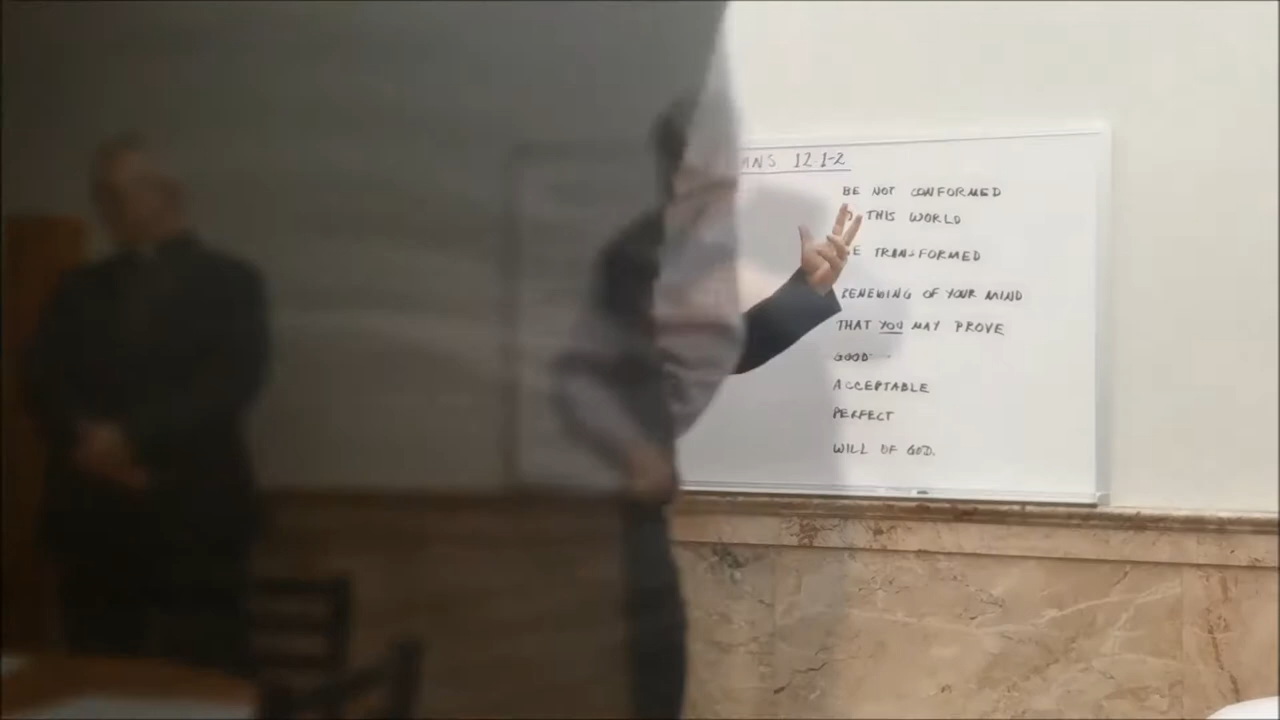 ANS 12:1-2
BE NOT CONFORMED
O THIS WORLD
E TRANSFORMED
RENEWING OF YOUR MIND
THAT YOU MAY PROVE
GOOD
ACCEPTABLE
PERFECT
WILL OF GOD.